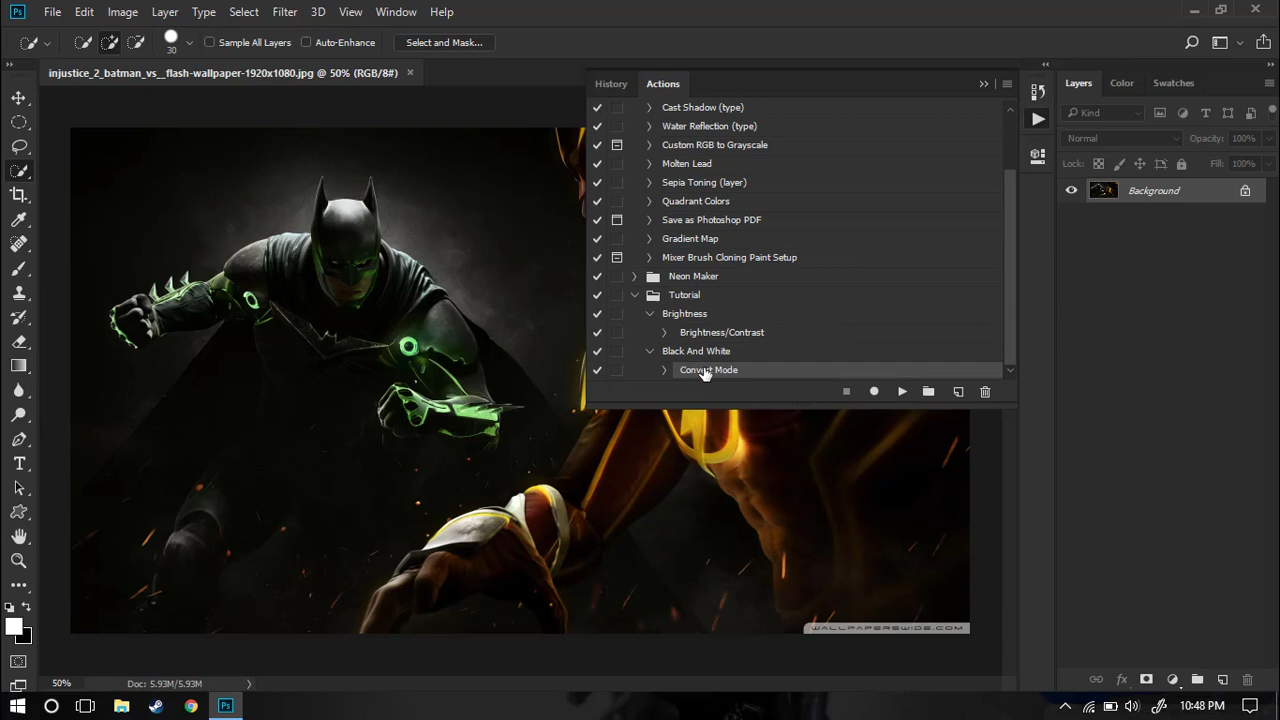 Ps File Edit Image Layer Type Select Filter 3D View Window Help
30 Sample All Layers Auto-Enhance Select and Mask...
injustice_2_batman_vs__flash-wallpaper-1920x1080.jpg @ 50% (RGB/8#) ×
History Actions
Cast Shadow (type)
Water Reflection (type)
Custom RGB to Grayscale
Molten Lead
Sepia Toning (layer)
Quadrant Colors
Save as Photoshop PDF
Gradient Map
Mixer Brush Cloning Paint Setup
Neon Maker
Tutorial
Brightness
Brightness/Contrast
Black And White
Convert Mode
Layers Color Swatches
Kind
Normal Opacity: 100%
Lock: Fill: 100%
Background
WALLPAPERSWIDE.COM
50% Doc: 5.93M/5.93M
Ps 10:48 PM